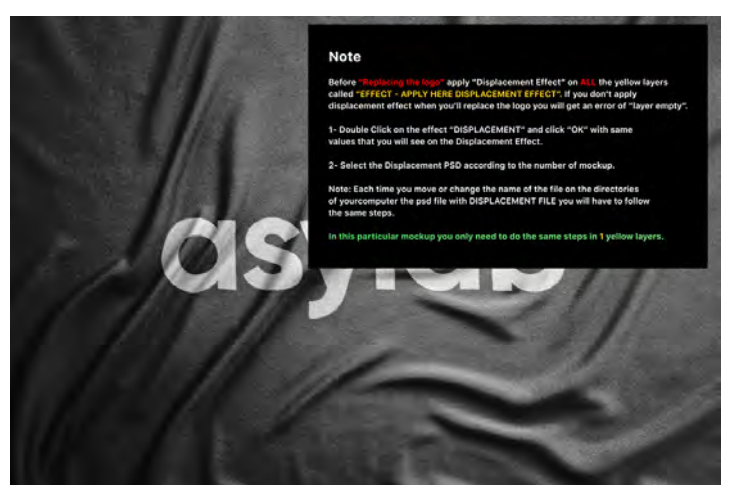 Note
Before "Replacing the logo" apply "Displacement Effect" on ALL the yellow layers
called "EFFECT - APPLY HERE DISPLACEMENT EFFECT". If you don't apply
displacement effect when you'll replace the logo you will get an error of "layer empty".
1- Double Click on the effect "DISPLACEMENT" and click "OK" with same
values that you will see on the Displacement Effect.
2- Select the Displacement PSD according to the number of mockup.
Note: Each time you move or change the name of the file on the directories
of yourcomputer the psd file with DISPLACEMENT FILE you will have to follow
the same steps.
In this particular mockup you only need to do the same steps in 1 yellow layers.
asylab